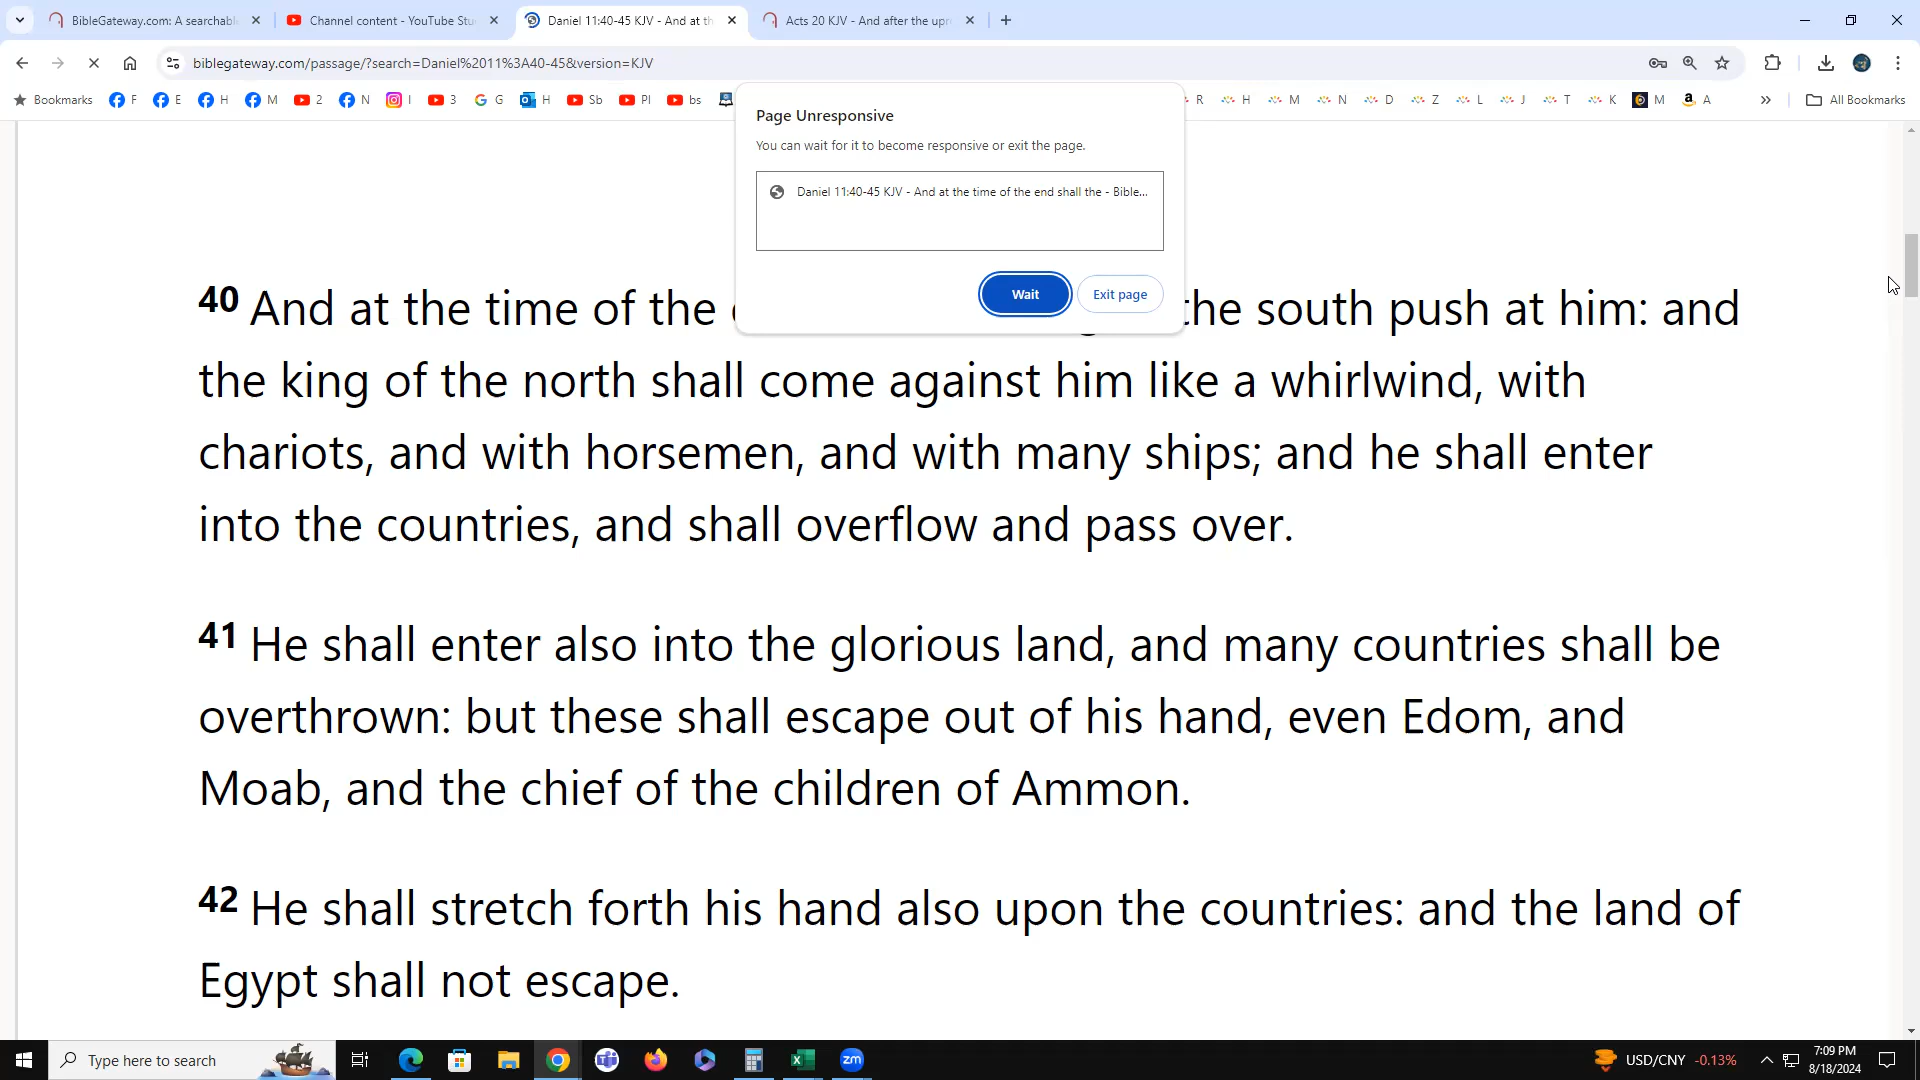 BibleGateway.com: A searchabl
Channel content - YouTube Stu
Daniel 11:40-45 KJV - And at th
Acts 20 KJV - And after the upr
biblegateway.com/passage/?search=Daniel%2011%3A40-45&version=KJV
Bookmarks F E H M 2 N I 3 G H Sb Pl bs R H M N D Z L J T K M A » All Bookmarks
Page Unresponsive
You can wait for it to become responsive or exit the page.
Daniel 11:40-45 KJV - And at the time of the end shall the - Bible...
Wait Exit page
40 And at the time of the the south push at him: and
the king of the north shall come against him like a whirlwind, with
chariots, and with horsemen, and with many ships; and he shall enter
into the countries, and shall overflow and pass over.
41 He shall enter also into the glorious land, and many countries shall be
overthrown: but these shall escape out of his hand, even Edom, and
Moab, and the chief of the children of Ammon.
42 He shall stretch forth his hand also upon the countries: and the land of
Egypt shall not escape.
Type here to search
zm
USD/CNY -0.13%
7:09 PM
8/18/2024